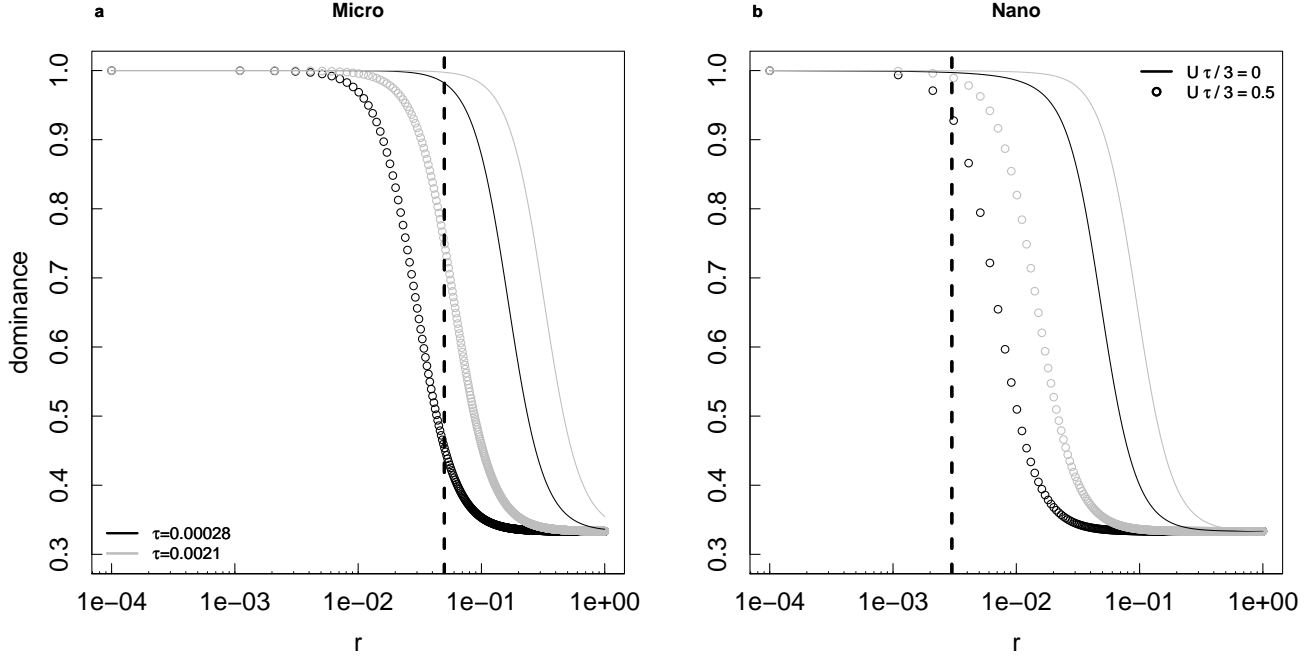 a Micro
dominance
1.0
0.9
0.8
0.7
0.6
0.5
0.4
0.3
τ=0.00028
τ=0.0021
1e−04 1e−03 1e−02 1e−01 1e+00
r
b Nano
U τ / 3 = 0
U τ / 3 = 0.5
1.0
0.9
0.8
0.7
0.6
0.5
0.4
0.3
1e−04 1e−03 1e−02 1e−01 1e+00
r